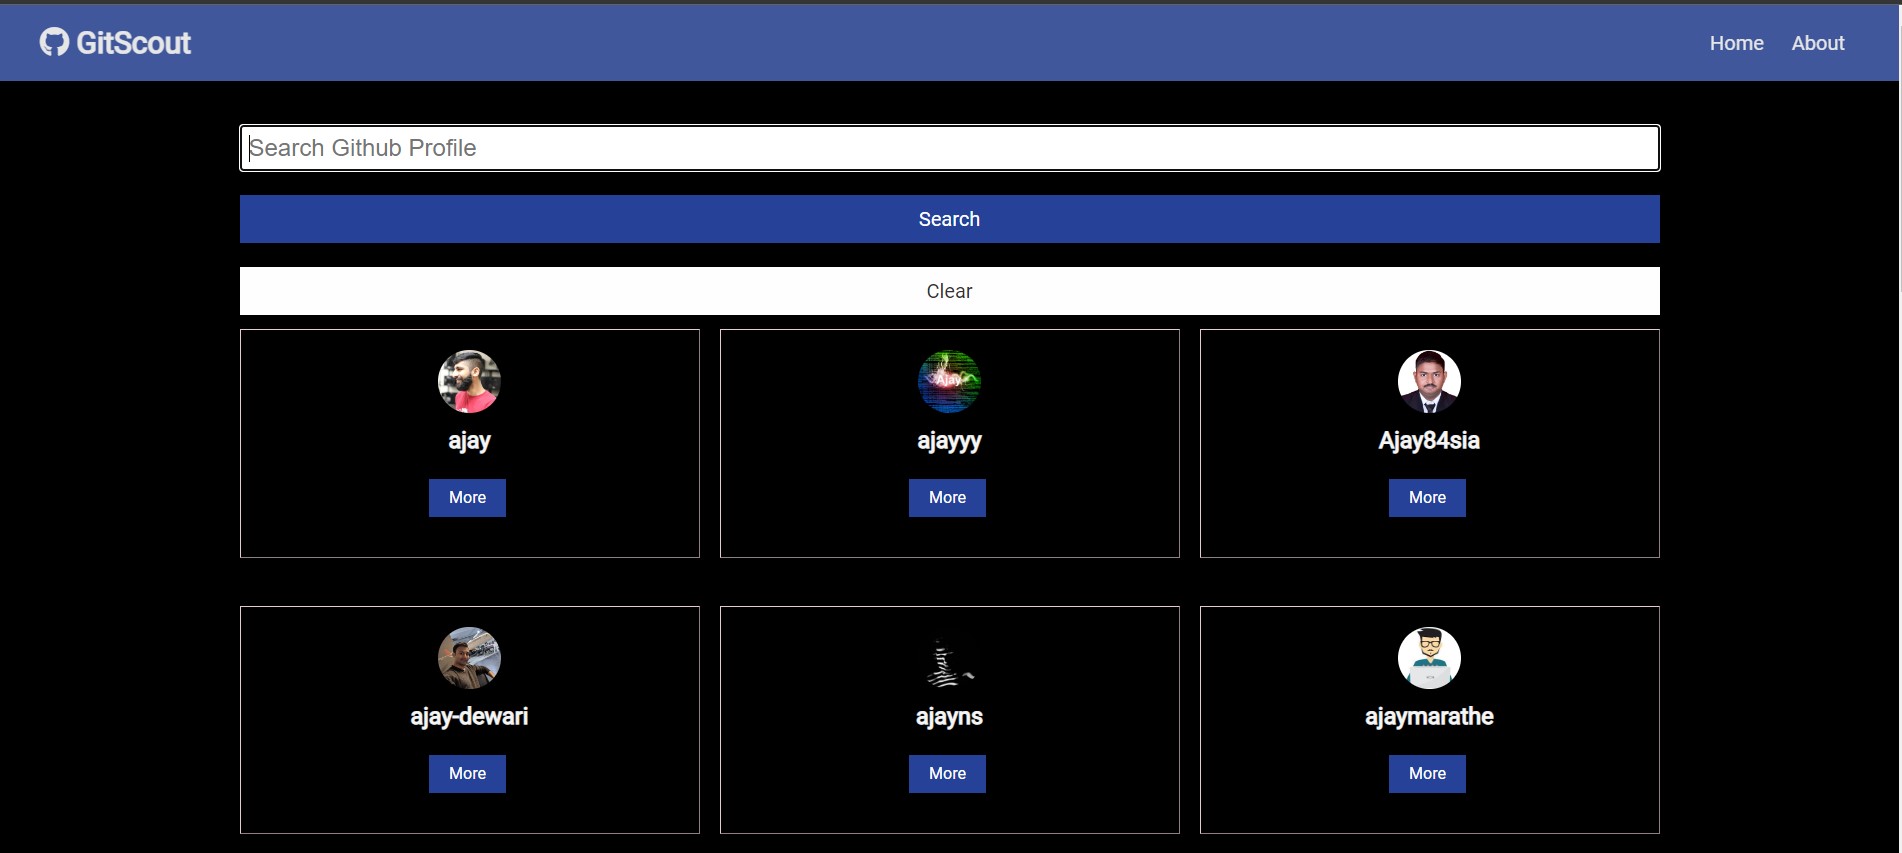 GitScout
Home About
Search Github Profile
Search
Clear
Ajay
ajay ajayyy Ajay84sia
More More More
ajay-dewari ajayns ajaymarathe
More More More